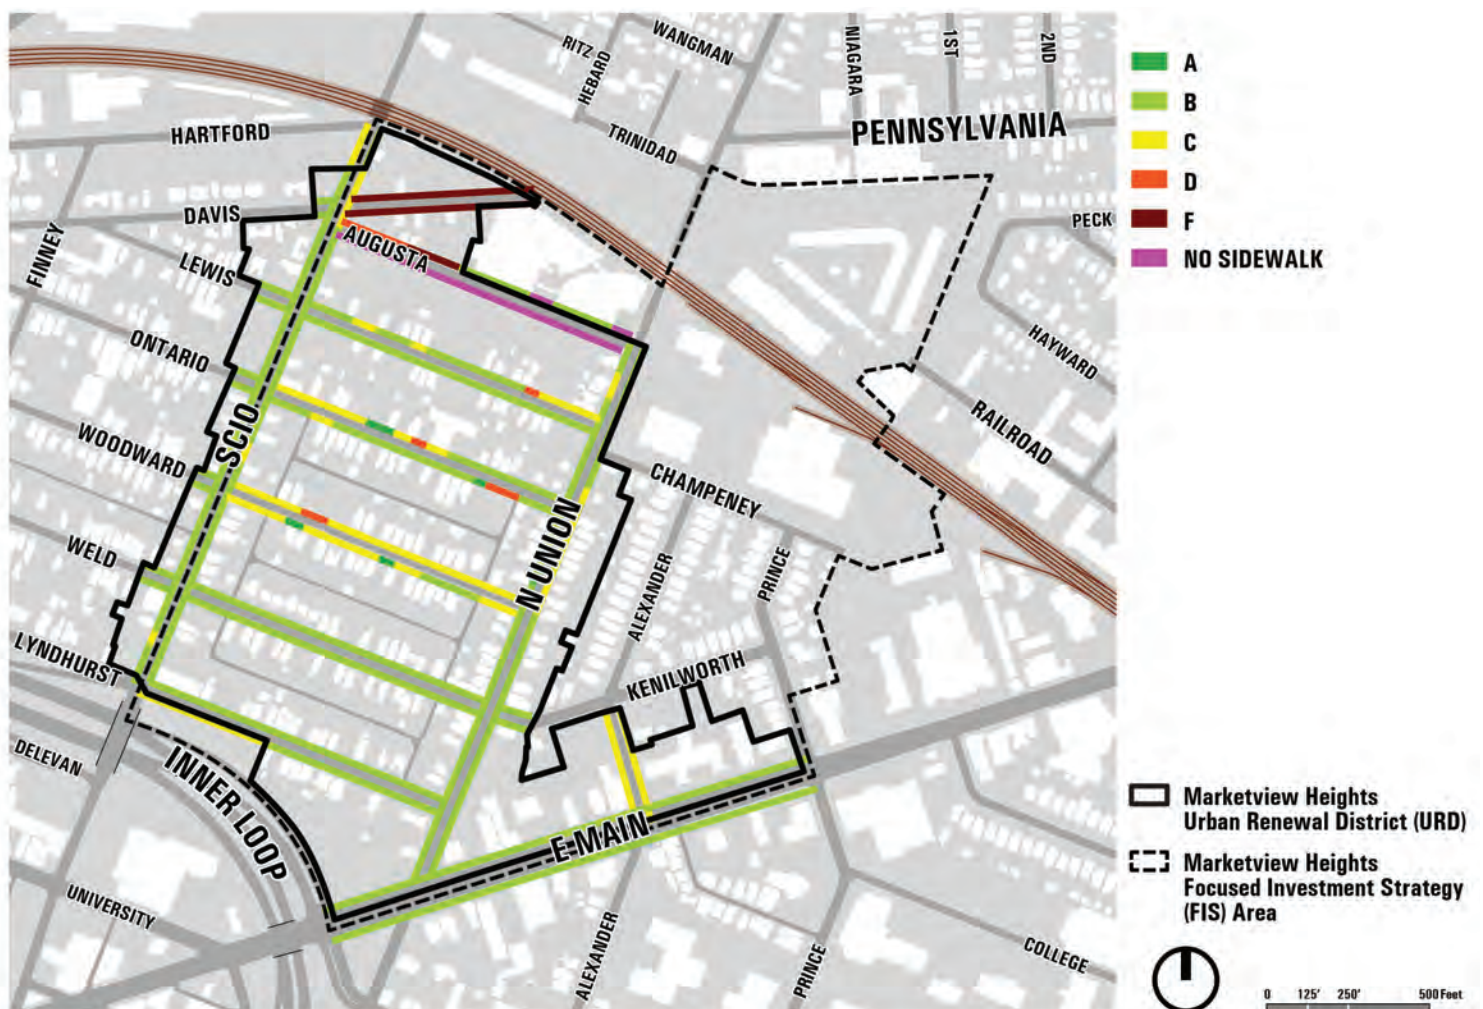 WANGMAN
RITZ
HEBARD
NIAGARA
1ST
2ND
A
B
C
D
F
NO SIDEWALK
HARTFORD
TRINIDAD
PENNSYLVANIA
DAVIS
PECK
FINNEY
AUGUSTA
LEWIS
ONTARIO
HAYWARD
SCIO
WOODWARD
RAILROAD
CHAMPENEY
N UNION
WELD
ALEXANDER
PRINCE
LYNDHURST
KENILWORTH
DELEVAN
INNER LOOP
E MAIN
UNIVERSITY
ALEXANDER
PRINCE
COLLEGE
Marketview Heights
Urban Renewal District (URD)
Marketview Heights
Focused Investment Strategy
(FIS) Area
0 125' 250' 500 Feet